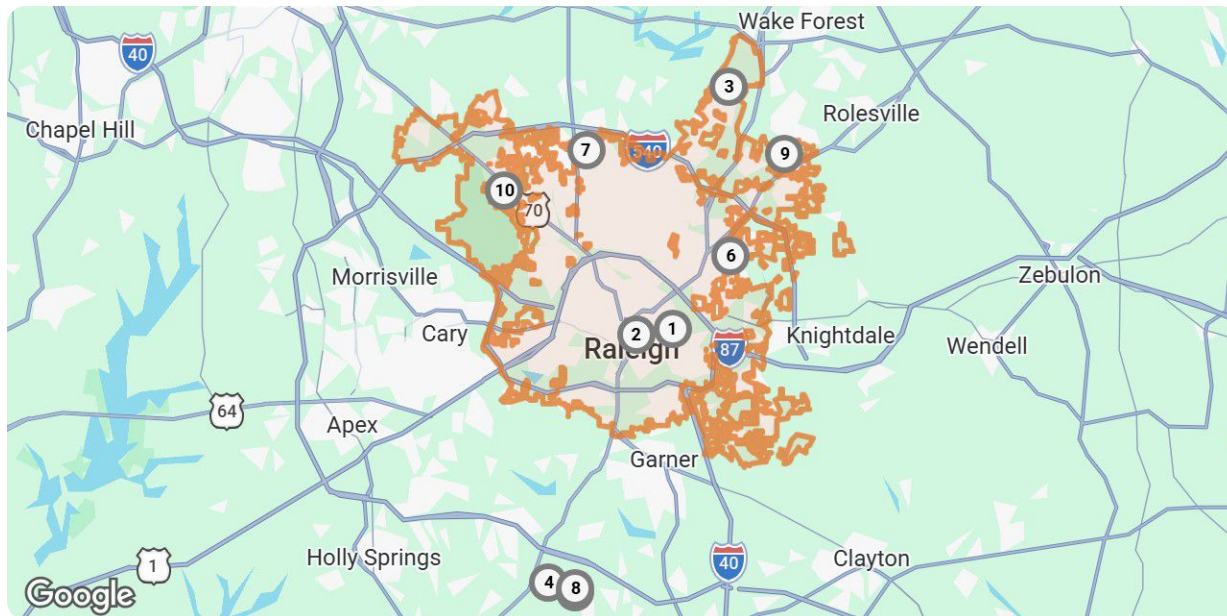 Wake Forest
40
3
Rolesville
Chapel Hill
7
540
9
10
70
6
Morrisville
Zebulon
1
2
Cary
Raleigh
87
Knightdale
Wendell
64
Apex
Garner
Holly Springs
40
Clayton
1
4
8
Google